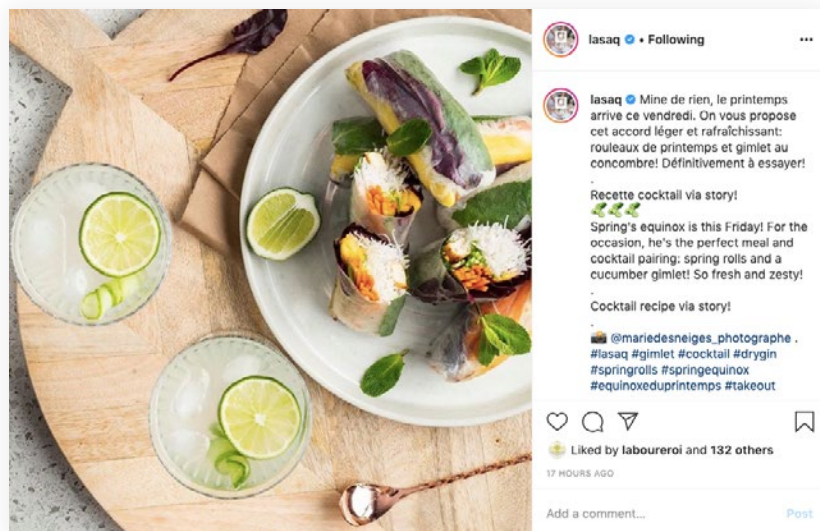 lasaq • Following
lasaq Mine de rien, le printemps
arrive ce vendredi. On vous propose
cet accord léger et rafraîchissant:
rouleaux de printemps et gimlet au
concombre! Définitivement à essayer!
.
Recette cocktail via story!
Spring's equinox is this Friday! For the
occasion, he's the perfect meal and
cocktail pairing: spring rolls and a
cucumber gimlet! So fresh and zesty!
.
Cocktail recipe via story!
.
@mariedesneiges_photographe .
#lasaq #gimlet #cocktail #drygin
#springrolls #springequinox
#equinoxeduprintemps #takeout
Liked by laboureroi and 132 others
17 HOURS AGO
Add a comment... Post